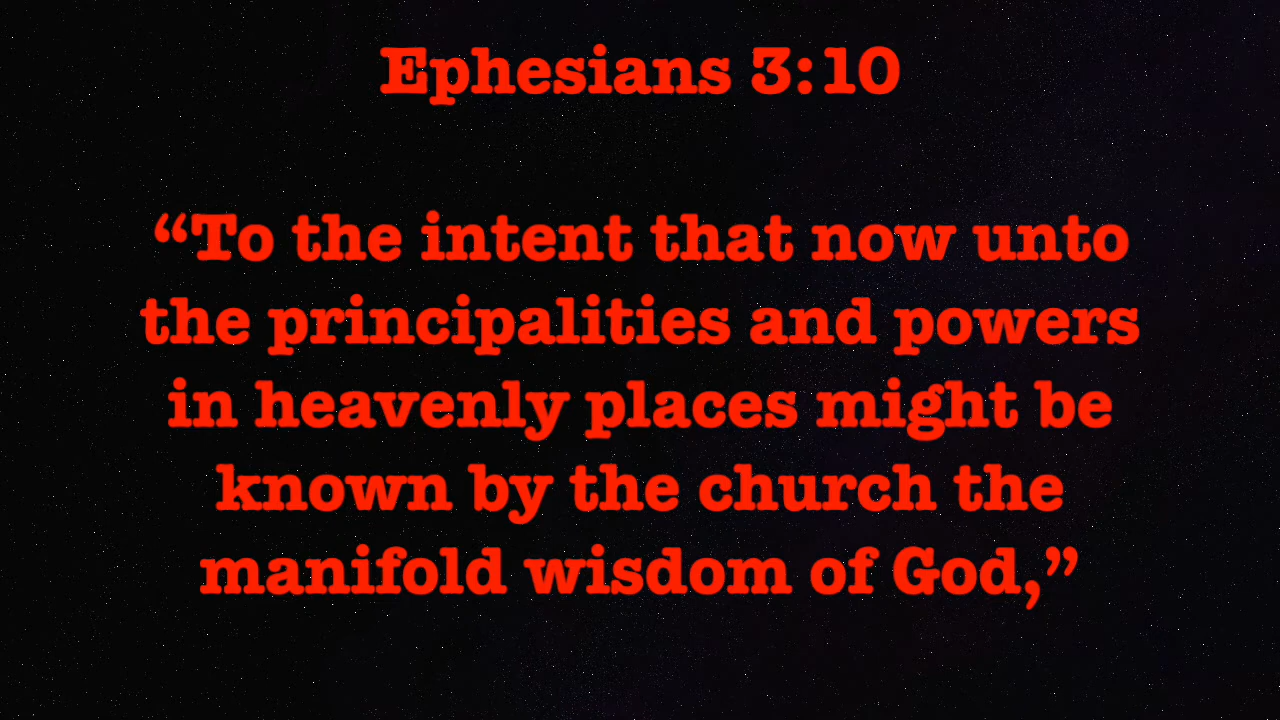 Ephesians 3:10
“To the intent that now unto
the principalities and powers
in heavenly places might be
known by the church the
manifold wisdom of God,”